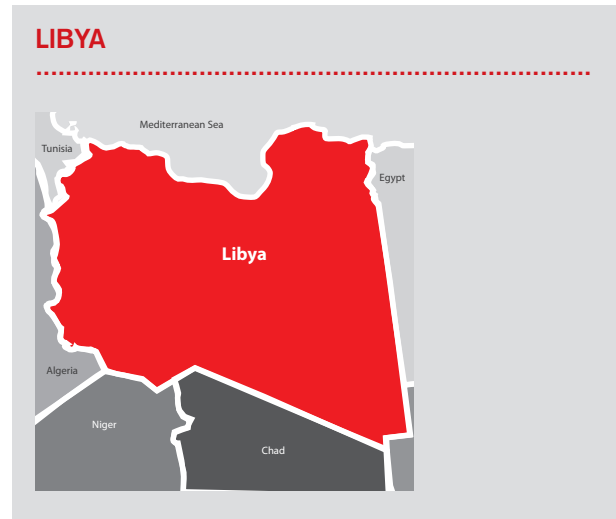 LIBYA
Mediterranean Sea
Tunisia
Egypt
Libya
Algeria
Niger
Chad